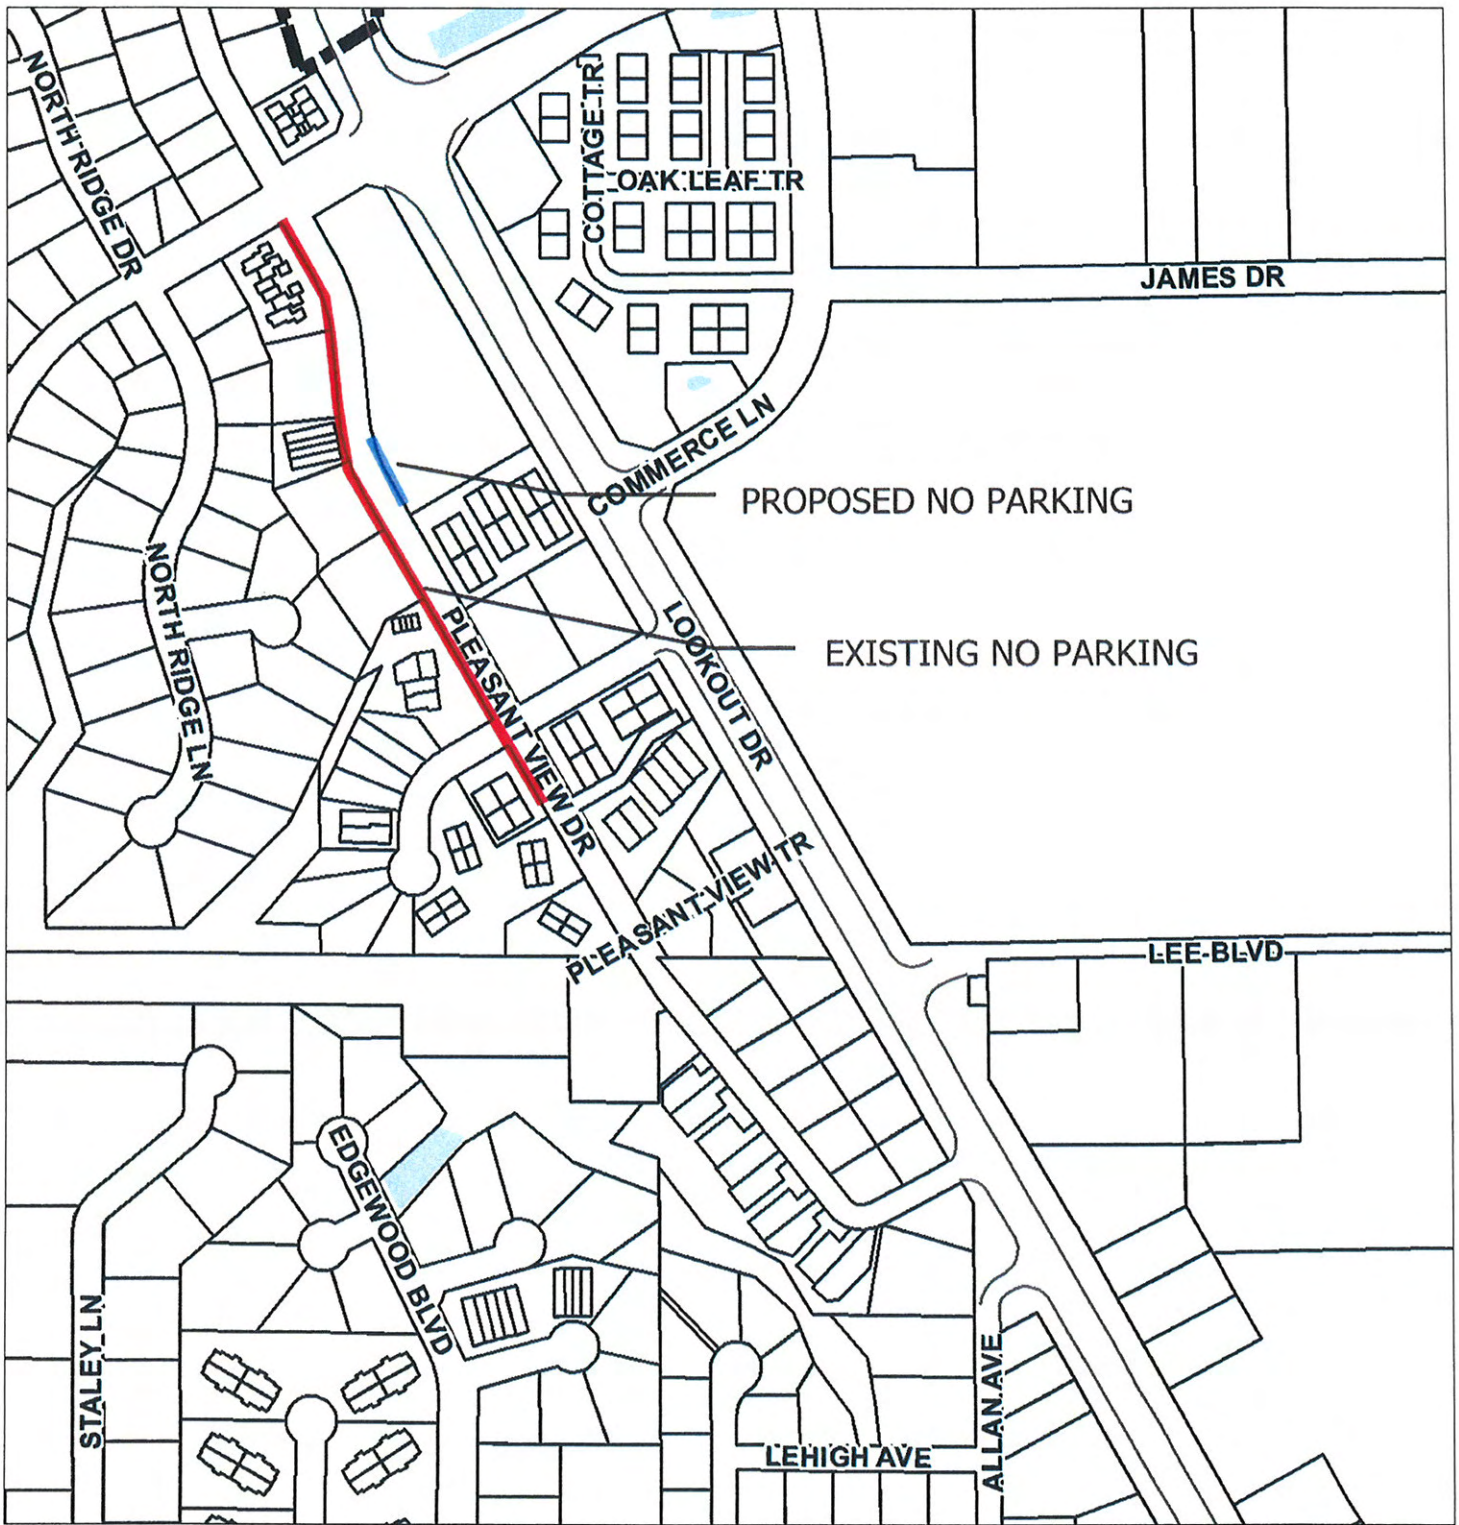 NORTH RIDGE DR
COTTAGE TR
OAK LEAF TR
JAMES DR
COMMERCE LN
PROPOSED NO PARKING
NORTH RIDGE LN
PLEASANT VIEW DR
LOOKOUT DR
EXISTING NO PARKING
PLEASANT VIEW TR
LEE BLVD
EDGEWOOD BLVD
STALEY LN
ALLAN AVE
LEHIGH AVE